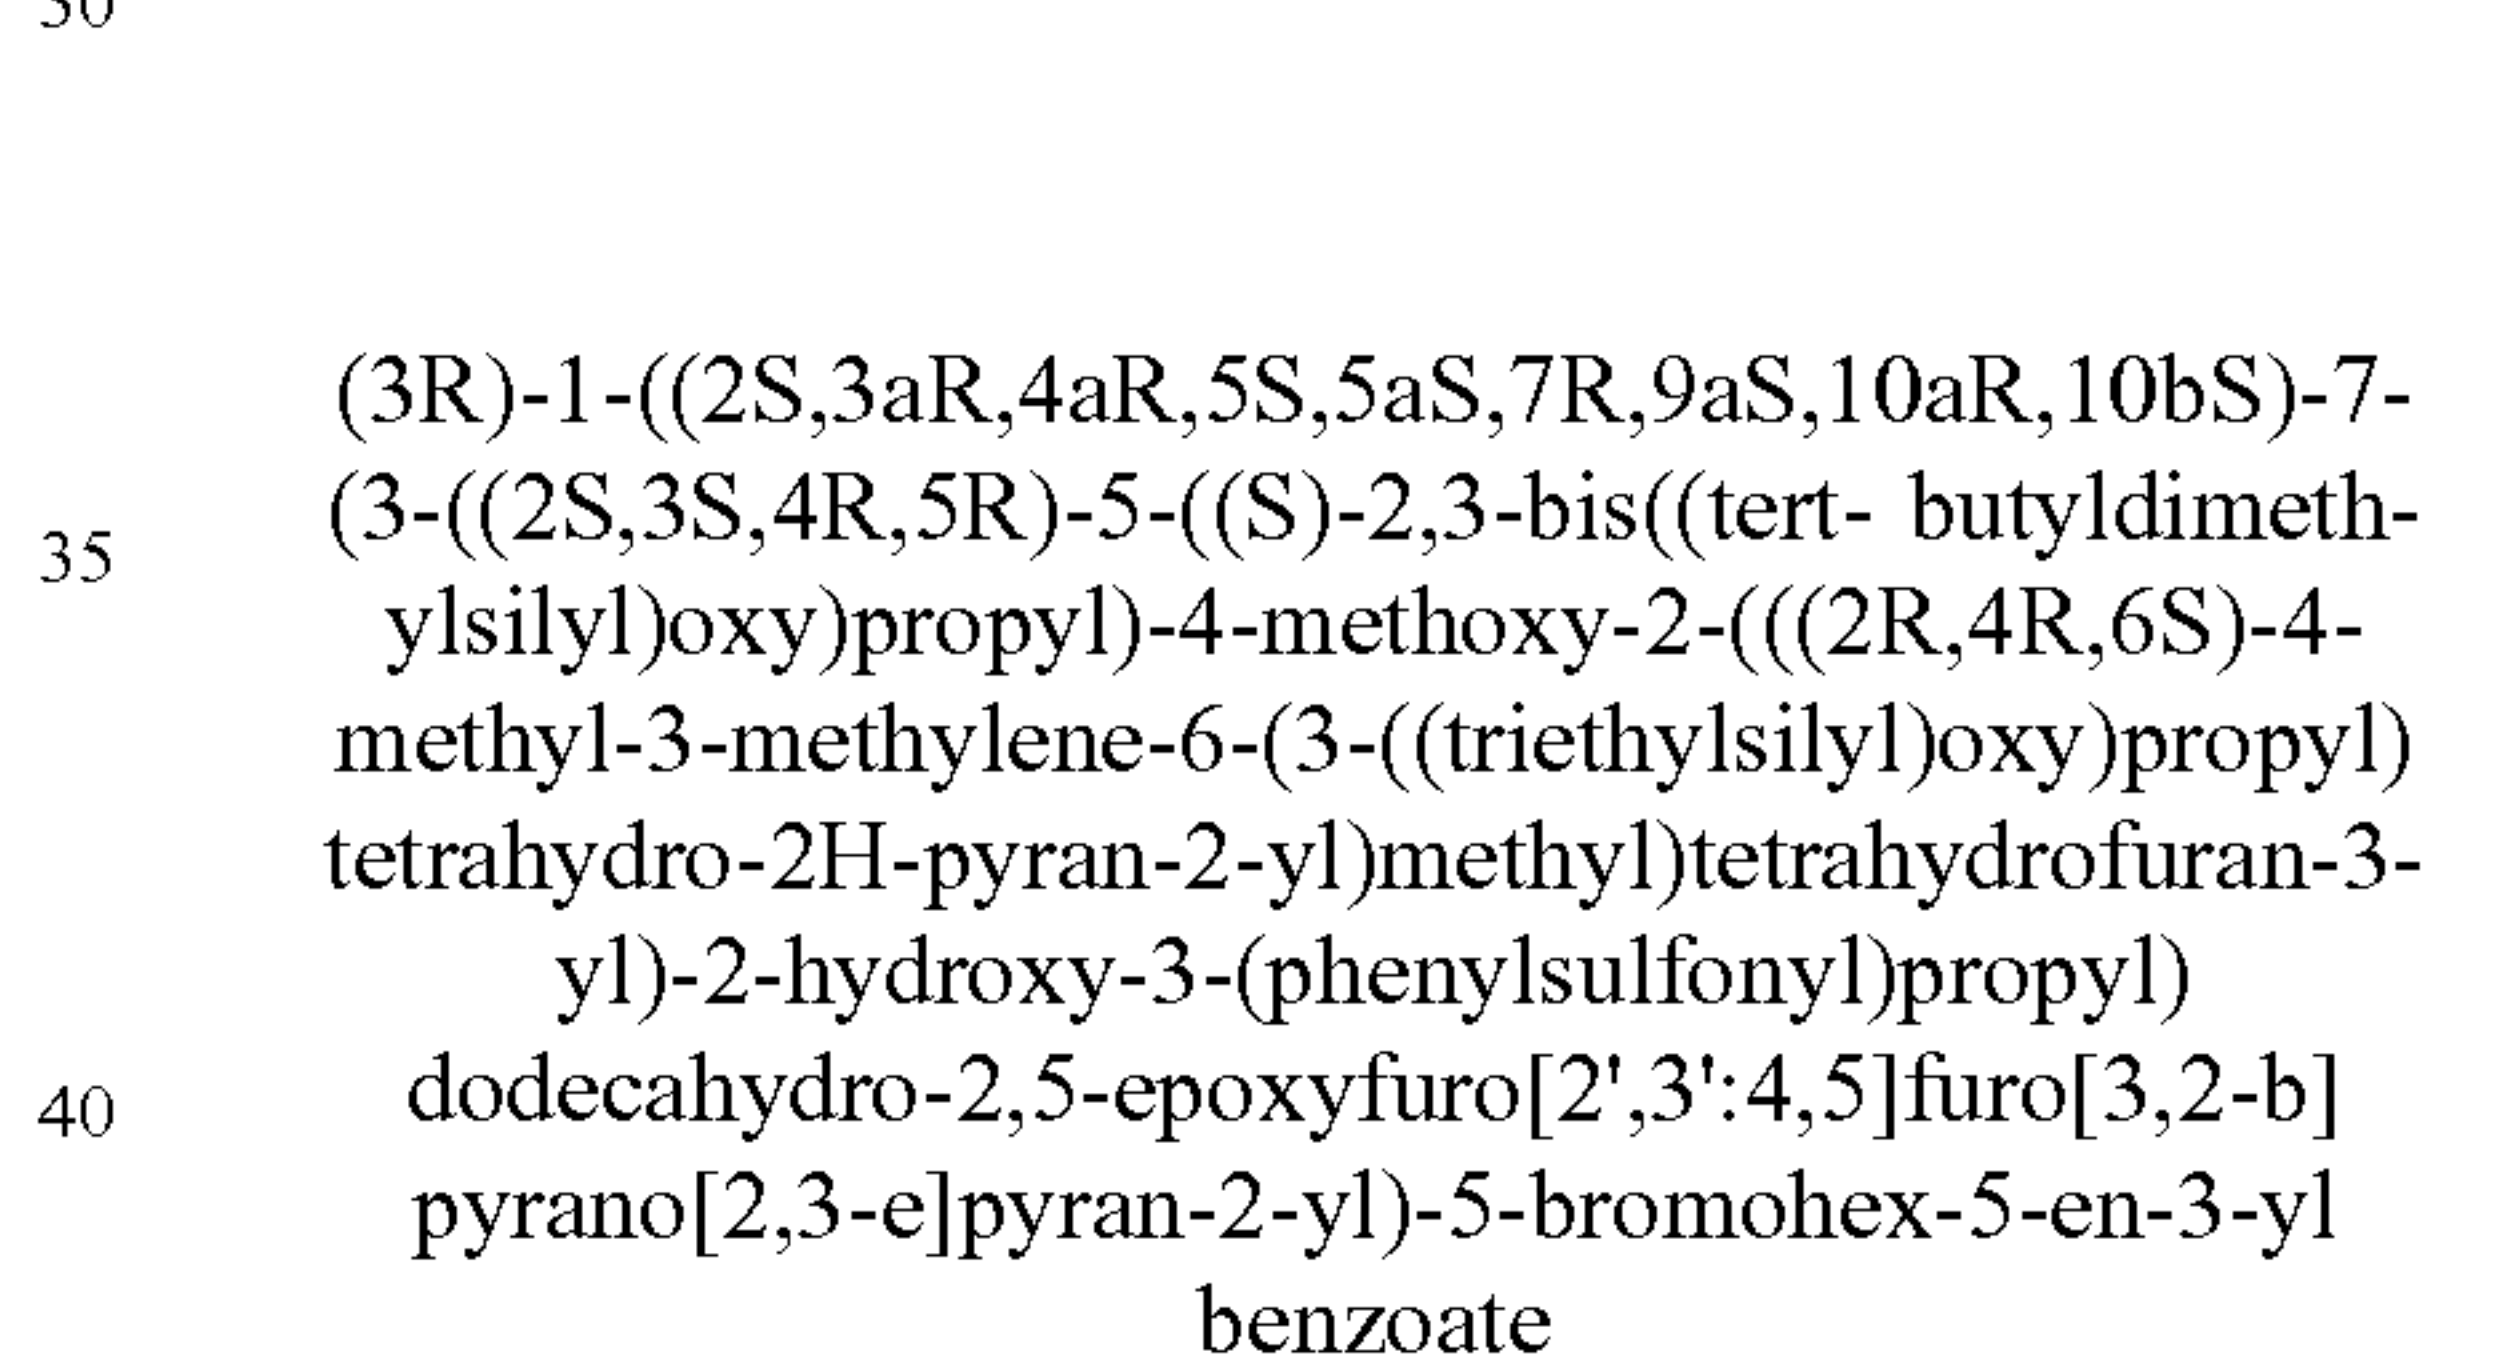 30
(3R)-1-((2S,3aR,4aR,5S,5aS,7R,9aS,10aR,10bS)-7-
(3-((2S,3S,4R,5R)-5-((S)-2,3-bis((tert- butyldimeth-
35
ylsilyl)oxy)propyl)-4-methoxy-2-(((2R,4R,6S)-4-
methyl-3-methylene-6-(3-((triethylsilyl)oxy)propyl)
tetrahydro-2H-pyran-2-yl)methyl)tetrahydrofuran-3-
yl)-2-hydroxy-3-(phenylsulfonyl)propyl)
dodecahydro-2,5-epoxyfuro[2',3':4,5]furo[3,2-b]
40
pyrano[2,3-e]pyran-2-yl)-5-bromohex-5-en-3-yl
benzoate